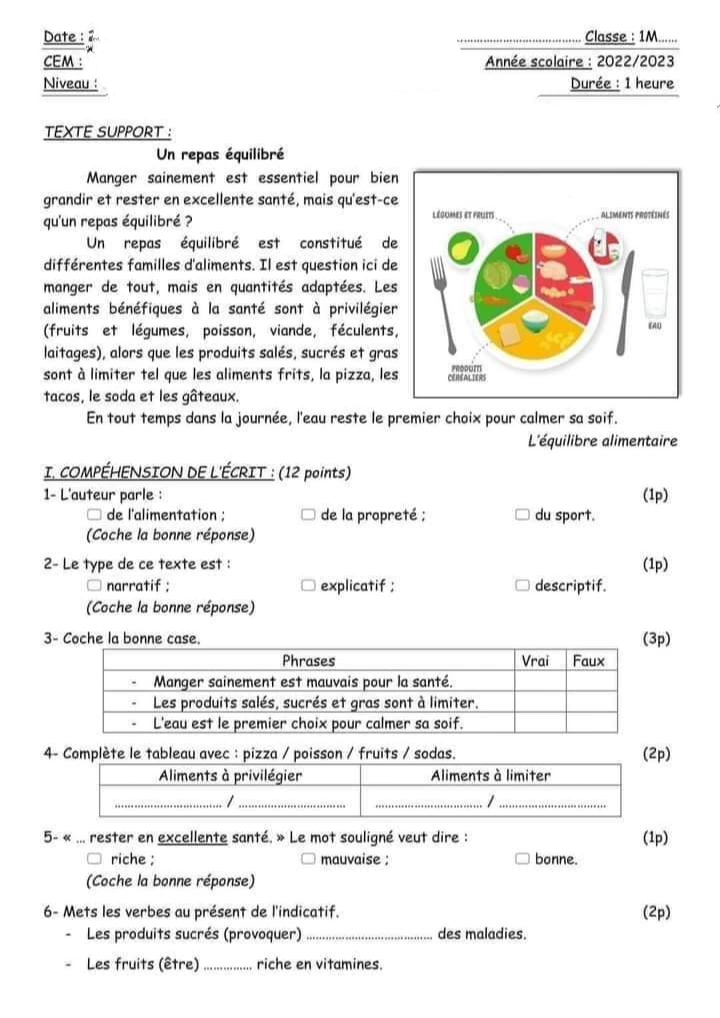 Date :
Classe : 1M......
CEM :
Année scolaire : 2022/2023
Niveau :
Durée : 1 heure
TEXTE SUPPORT :
Un repas équilibré
Manger sainement est essentiel pour bien
grandir et rester en excellente santé, mais qu'est-ce
qu'un repas équilibré ?
Un repas équilibré est constitué de
différentes familles d'aliments. Il est question ici de
manger de tout, mais en quantités adaptées. Les
aliments bénéfiques à la santé sont à privilégier
(fruits et légumes, poisson, viande, féculents,
laitages), alors que les produits salés, sucrés et gras
sont à limiter tel que les aliments frits, la pizza, les
tacos, le soda et les gâteaux.
LÉGUMES ET FRUITS
ALIMENTS PROTÉINÉS
EAU
PRODUITS
CÉRÉALIERS
En tout temps dans la journée, l'eau reste le premier choix pour calmer sa soif.
L'équilibre alimentaire
I. COMPÉHENSION DE L'ÉCRIT : (12 points)
1- L'auteur parle : (1p)
de l'alimentation ; de la propreté ; du sport.
(Coche la bonne réponse)
2- Le type de ce texte est : (1p)
narratif ; explicatif ; descriptif.
(Coche la bonne réponse)
3- Coche la bonne case. (3p)
Phrases Vrai Faux
- Manger sainement est mauvais pour la santé.
- Les produits salés, sucrés et gras sont à limiter.
- L'eau est le premier choix pour calmer sa soif.
4- Complète le tableau avec : pizza / poisson / fruits / sodas. (2p)
Aliments à privilégier Aliments à limiter
................................ / ................................ ................................ / ................................
5- « ... rester en excellente santé. » Le mot souligné veut dire : (1p)
riche ; mauvaise ; bonne.
(Coche la bonne réponse)
6- Mets les verbes au présent de l'indicatif. (2p)
- Les produits sucrés (provoquer) ...................................... des maladies.
- Les fruits (être) ............... riche en vitamines.